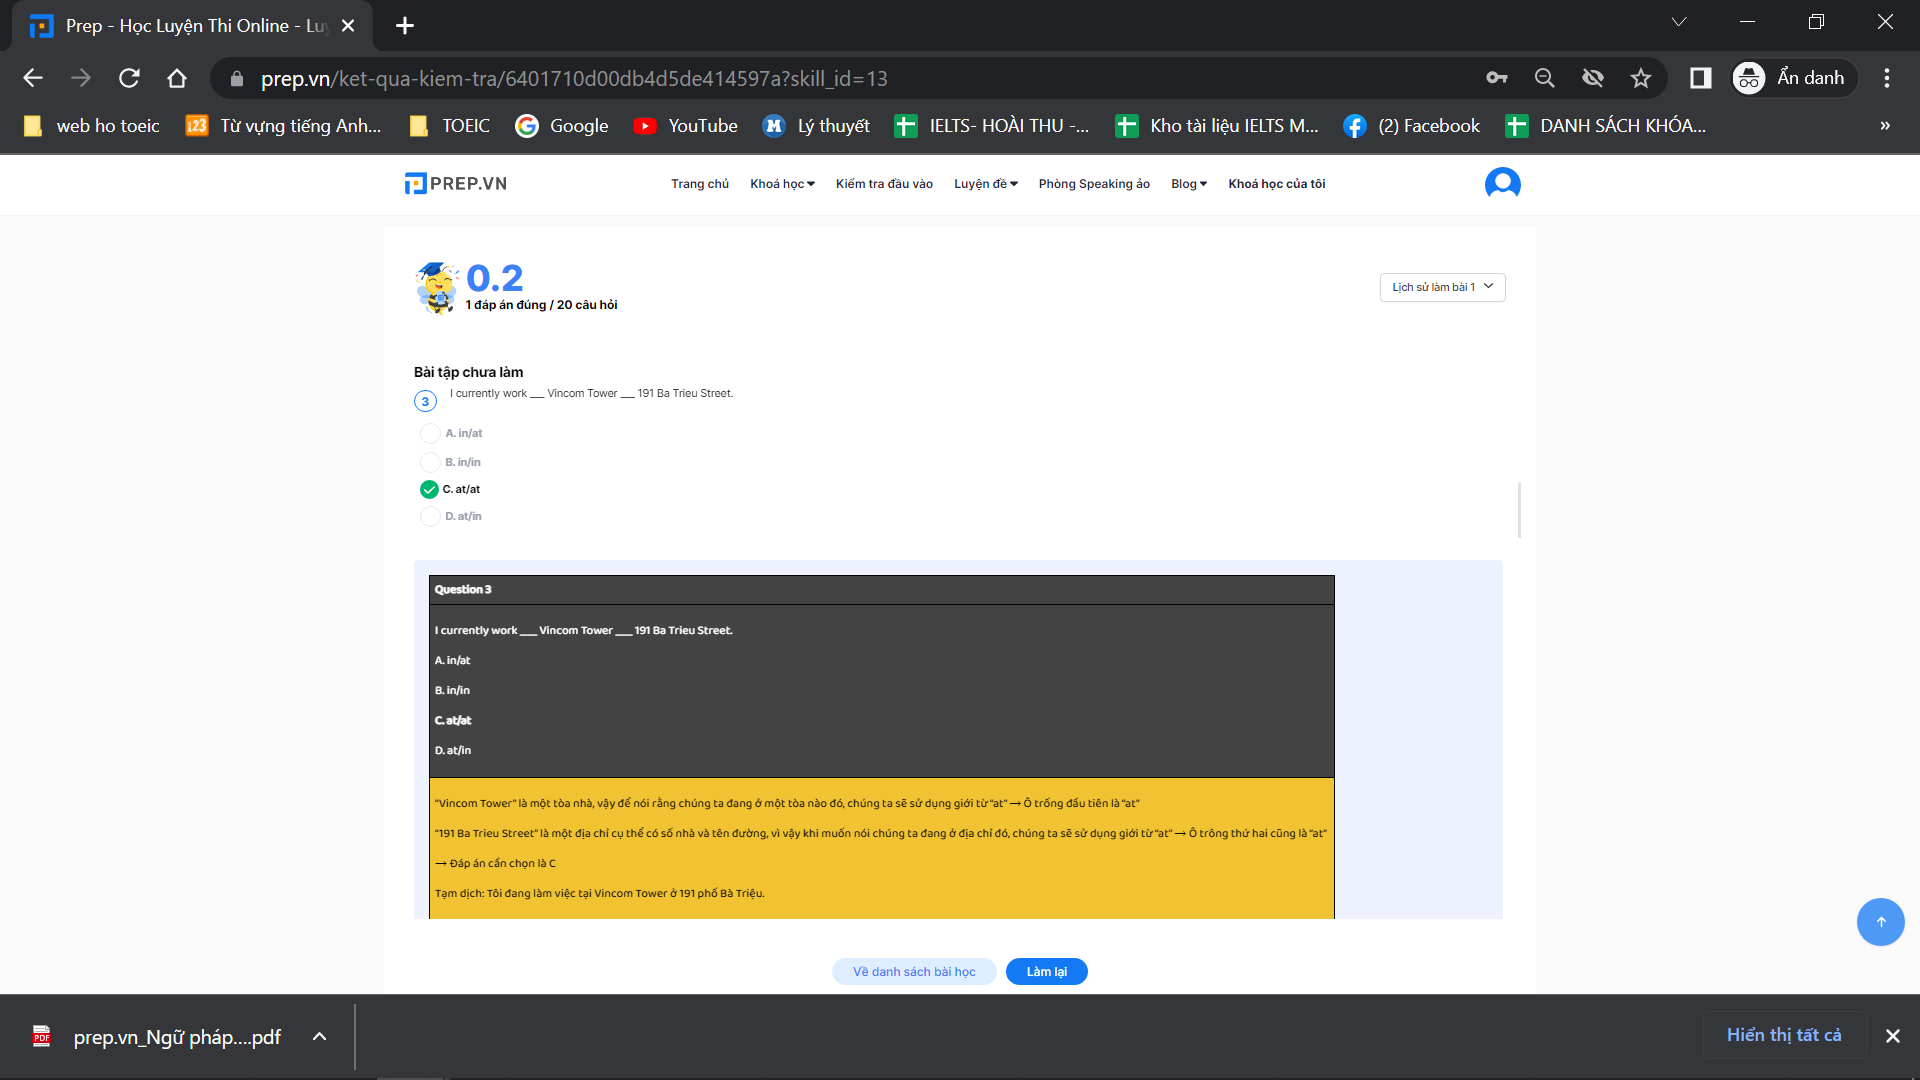 Prep - Học Luyện Thi Online - Lu
prep.vn/ket-qua-kiem-tra/6401710d00db4d5de414597a?skill_id=13
Ẩn danh
web ho toeic
123
Từ vựng tiếng Anh...
TOEIC
Google
YouTube
M
Lý thuyết
IELTS- HOÀI THU -...
Kho tài liệu IELTS M...
(2) Facebook
DANH SÁCH KHÓA...
»
PREP.VN
Trang chủ
Khoá học
Kiểm tra đầu vào
Luyện đề
Phòng Speaking ảo
Blog
Khoá học của tôi
0.2
1 đáp án đúng / 20 câu hỏi
Lịch sử làm bài 1
Bài tập chưa làm
3
I currently work ___ Vincom Tower ___ 191 Ba Trieu Street.
A. in/at
B. in/in
C. at/at
D. at/in
Question 3
I currently work ___ Vincom Tower ___ 191 Ba Trieu Street.
A. in/at
B. in/in
C. at/at
D. at/in
“Vincom Tower” là một tòa nhà, vậy để nói rằng chúng ta đang ở một tòa nào đó, chúng ta sẽ sử dụng giới từ “at” → Ô trống đầu tiên là “at”
“191 Ba Trieu Street” là một địa chỉ cụ thể có số nhà và tên đường, vì vậy khi muốn nói chúng ta đang ở địa chỉ đó, chúng ta sẽ sử dụng giới từ “at” → Ô trông thứ hai cũng là “at”
→ Đáp án cần chọn là C
Tạm dịch: Tôi đang làm việc tại Vincom Tower ở 191 phố Bà Triệu.
Về danh sách bài học
Làm lại
PDF
prep.vn_Ngữ pháp....pdf
Hiển thị tất cả